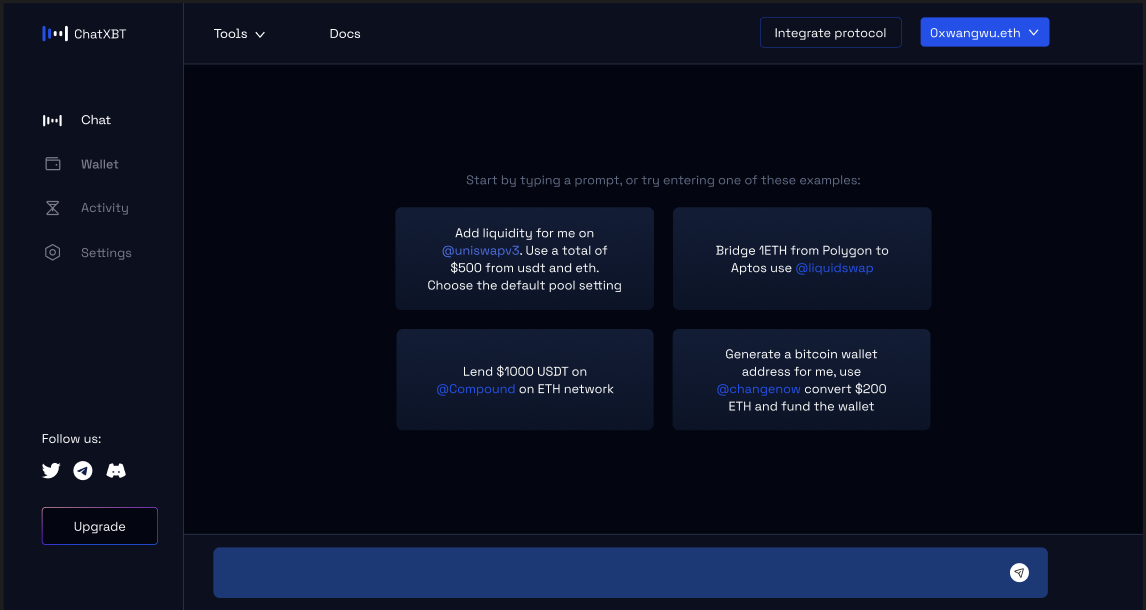 ChatXBT
Tools
Docs
Integrate protocol
0xwangwu.eth
Chat
Wallet
Activity
Settings
Follow us:
Upgrade
Start by typing a prompt, or try entering one of these examples:
Add liquidity for me on
@uniswapv3. Use a total of
$500 from usdt and eth.
Choose the default pool setting
Bridge 1ETH from Polygon to
Aptos use @liquidswap
Lend $1000 USDT on
@Compound on ETH network
Generate a bitcoin wallet
address for me, use
@changenow convert $200
ETH and fund the wallet